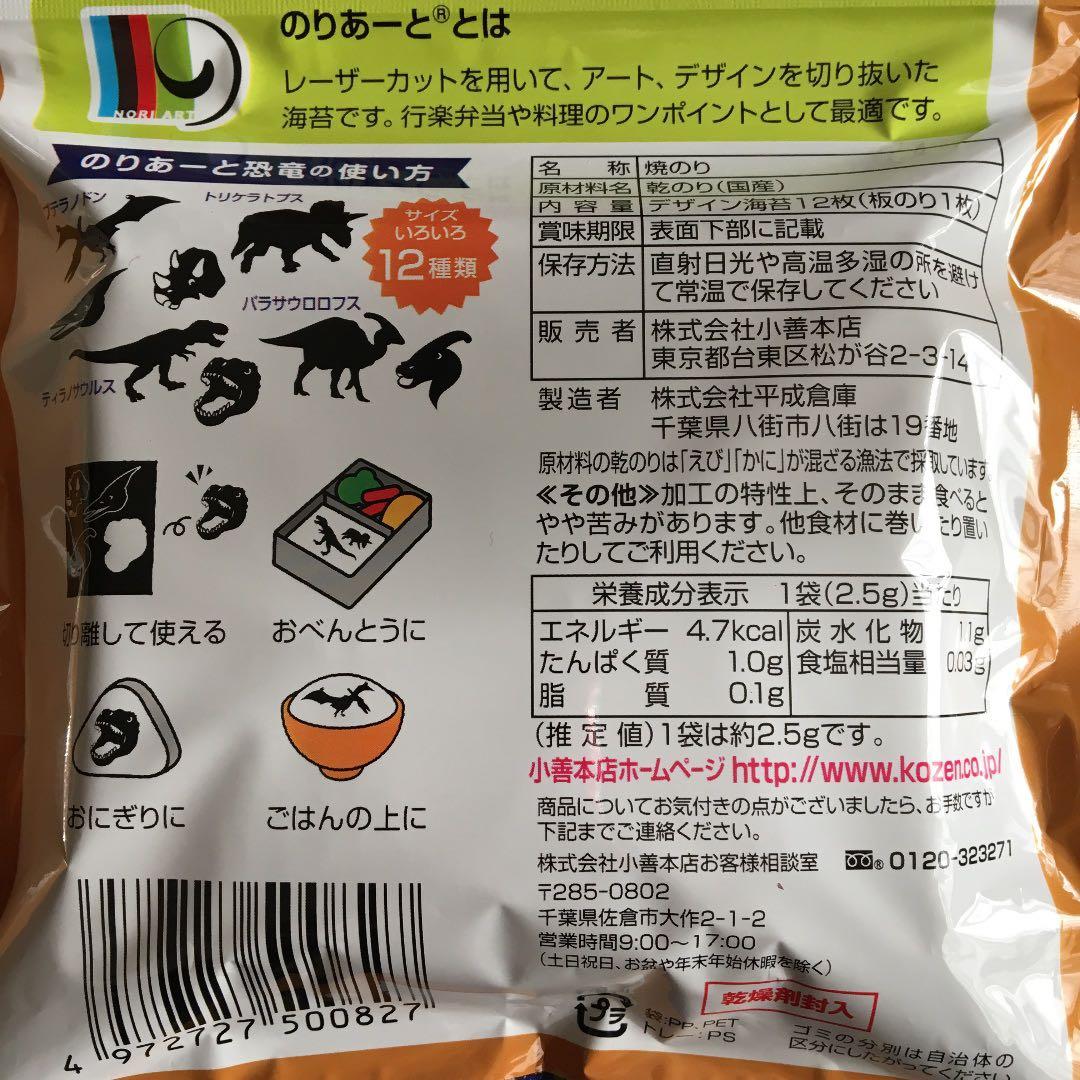 のりあーと®とは
レーザーカットを用いて、アート、デザインを切り抜いた
海苔です。行楽弁当や料理のワンポイントとして最適です。
NORI ART
のりあーと恐竜の使い方
プテラノドン
トリケラトプス
サイズ
いろいろ
12種類
パラサウロロフス
ティラノサウルス
切り離して使える
おべんとうに
おにぎりに
ごはんの上に
4 972727 500827
名称 焼のり
原材料名 乾のり(国産)
内容量 デザイン海苔12枚(板のり1枚)
賞味期限 表面下部に記載
保存方法 直射日光や高温多湿の所を避け
て常温で保存してください
販売者 株式会社小善本店
東京都台東区松が谷2-3-14
製造者 株式会社平成倉庫
千葉県八街市八街は19番地
原材料の乾のりは「えび」「かに」が混ざる漁法で採取しています
≪その他≫加工の特性上、そのまま食べると
やや苦みがあります。他食材に巻いたり置い
たりしてご利用ください。
栄養成分表示 1袋(2.5g)当たり
エネルギー 4.7kcal 炭水化物 1.1g
たんぱく質 1.0g 食塩相当量 0.03g
脂質 0.1g
(推定値)1袋は約2.5gです。
小善本店ホームページ http://www.kozen.co.jp/
商品についてお気付きの点がございましたら、お手数ですが
下記までご連絡ください。
株式会社小善本店お客様相談室 0120-323271
〒285-0802
千葉県佐倉市大作2-1-2
営業時間9:00～17:00
(土日祝日、お盆や年末年始休暇を除く)
乾燥剤封入
プラ
袋:PP、PET
トレー:PS
ゴミの分別は自治体の
区分にしたがってください